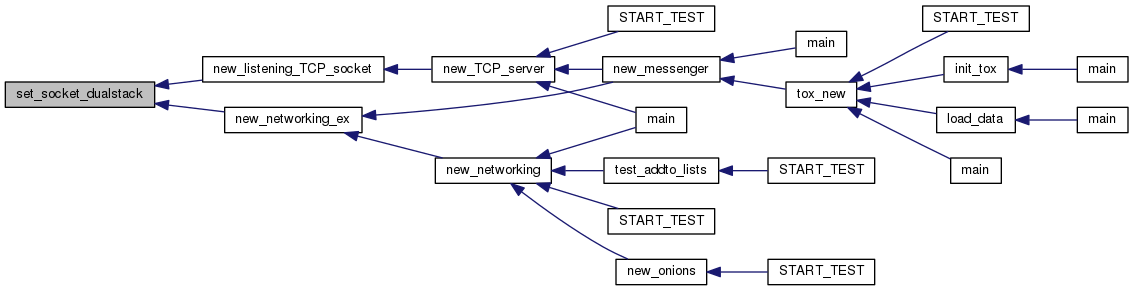 START_TEST
START_TEST
main
new_listening_TCP_socket
new_TCP_server
new_messenger
init_tox
main
set_socket_dualstack
tox_new
new_networking_ex
main
load_data
main
new_networking
test_addto_lists
START_TEST
main
START_TEST
new_onions
START_TEST